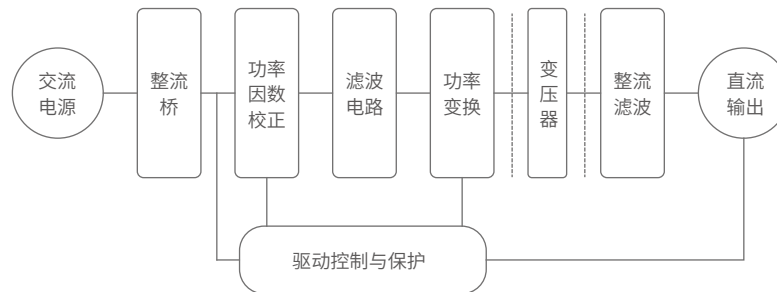 交流
电源
整流
桥
功率
因数
校正
滤波
电路
功率
变换
变
压
器
整流
滤波
直流
输出
驱动控制与保护